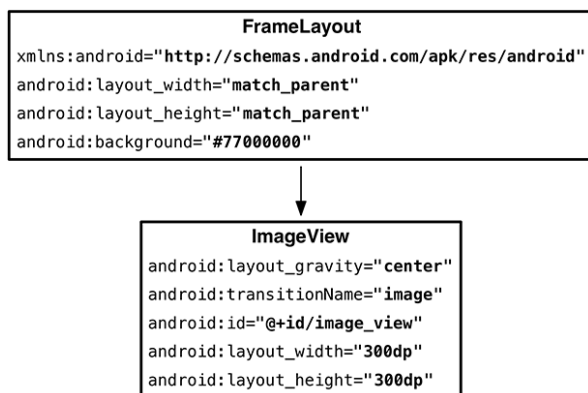 FrameLayout
xmlns:android="http://schemas.android.com/apk/res/android"
android:layout_width="match_parent"
android:layout_height="match_parent"
android:background="#77000000"
ImageView
android:layout_gravity="center"
android:transitionName="image"
android:id="@+id/image_view"
android:layout_width="300dp"
android:layout_height="300dp"